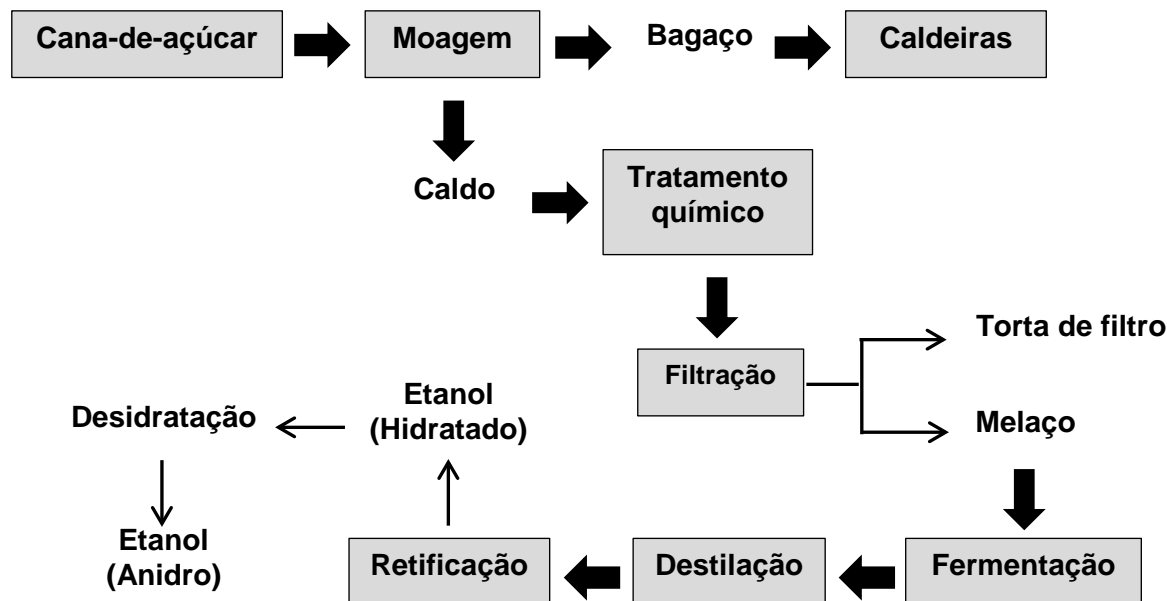 Cana-de-açúcar
Moagem
Bagaço
Caldeiras
Caldo
Tratamento
químico
Filtração
Torta de filtro
Melaço
Fermentação
Destilação
Retificação
Etanol
(Hidratado)
Desidratação
Etanol
(Anidro)